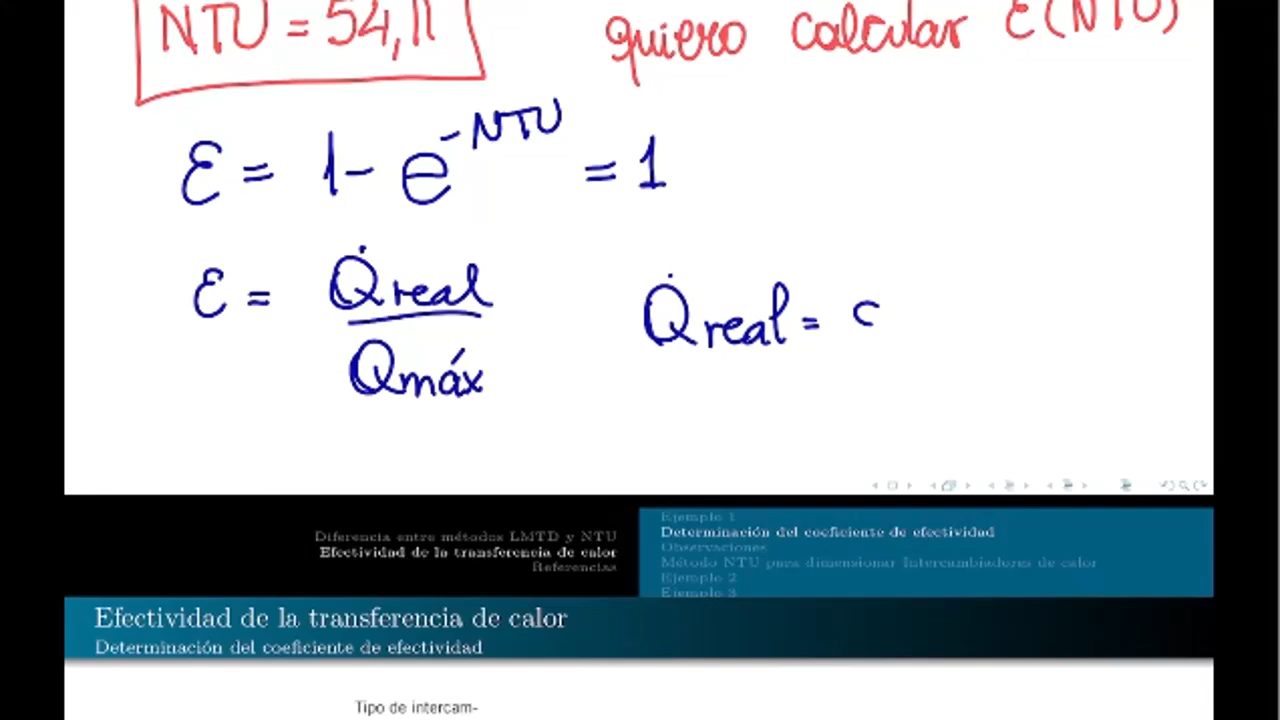 NTU = 54,11
quiero calcular ε(NTU)
ε = 1 - e^-NTU = 1
ε = Q̇real / Qmáx
Q̇real = c
Diferencia entre métodos LMTD y NTU
Efectividad de la transferencia de calor
Referencias
Ejemplo 1
Determinación del coeficiente de efectividad
Observaciones
Método NTU para dimensionar Intercambiadores de calor
Ejemplo 2
Ejemplo 3
Efectividad de la transferencia de calor
Determinación del coeficiente de efectividad
Tipo de intercam-